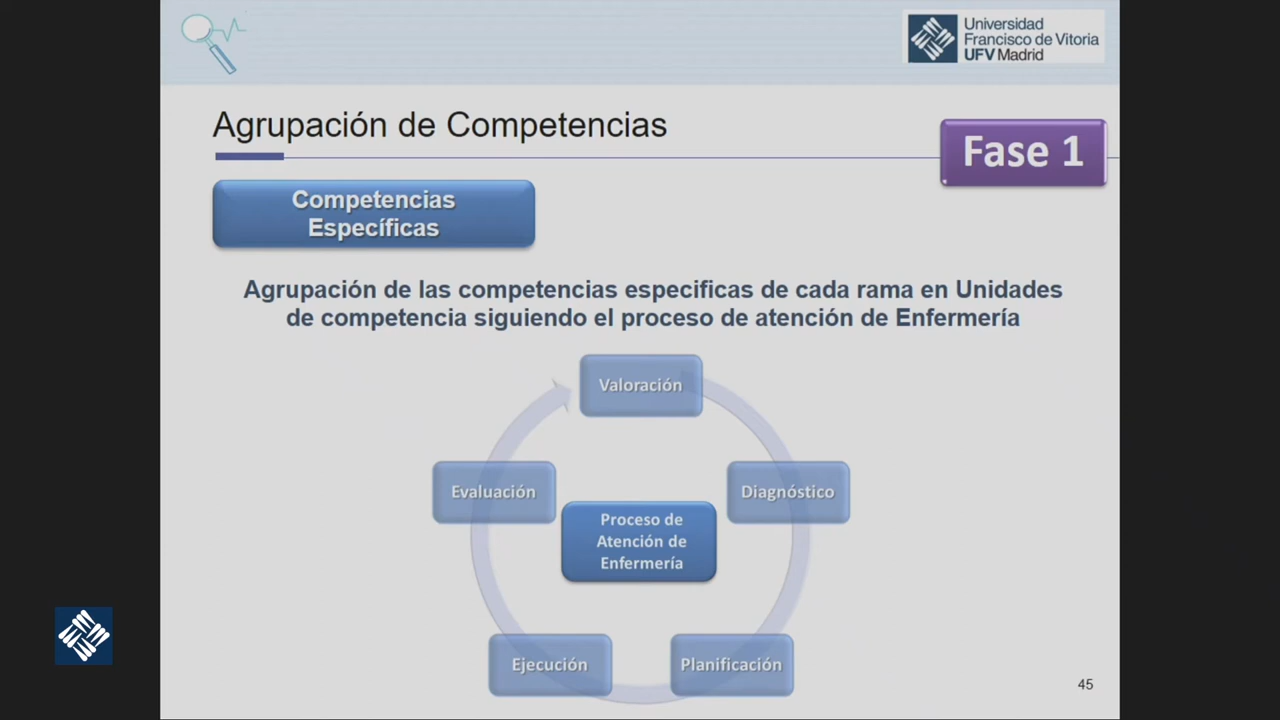 Universidad
Francisco de Vitoria
UFV Madrid
Agrupación de Competencias
Fase 1
Competencias
Específicas
Agrupación de las competencias especificas de cada rama en Unidades
de competencia siguiendo el proceso de atención de Enfermería
Valoración
Evaluación
Diagnóstico
Proceso de
Atención de
Enfermería
Ejecución
Planificación
45